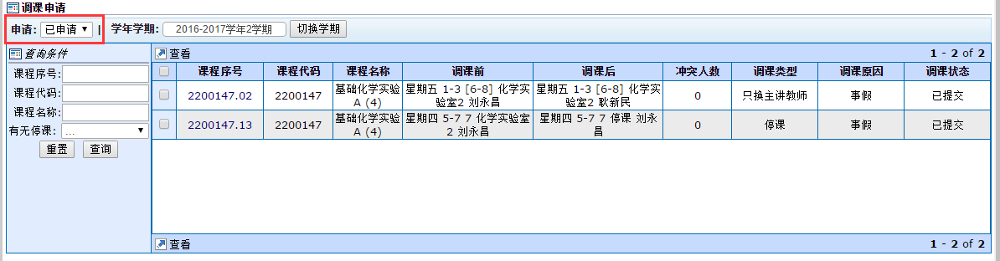 调课申请
申请: 已申请 | 学年学期: 2016-2017学年2学期 切换学期
查询条件
课程序号:
课程代码:
课程名称:
有无停课: ...
重置 查询
查看 1 - 2 of 2
课程序号 课程代码 课程名称 调课前 调课后 冲突人数 调课类型 调课原因 调课状态
2200147.02 2200147 基础化学实验 星期五 1-3 [6-8] 化学实 星期五 1-3 [6-8] 化学实 0 只换主讲教师 事假 已提交
A (4) 验室2 刘永昌 验室2 耿新民
2200147.13 2200147 基础化学实验 星期四 5-7 7 化学实验室 星期四 5-7 7 停课 刘永 0 停课 事假 已提交
A (4) 2 刘永昌 昌
查看 1 - 2 of 2